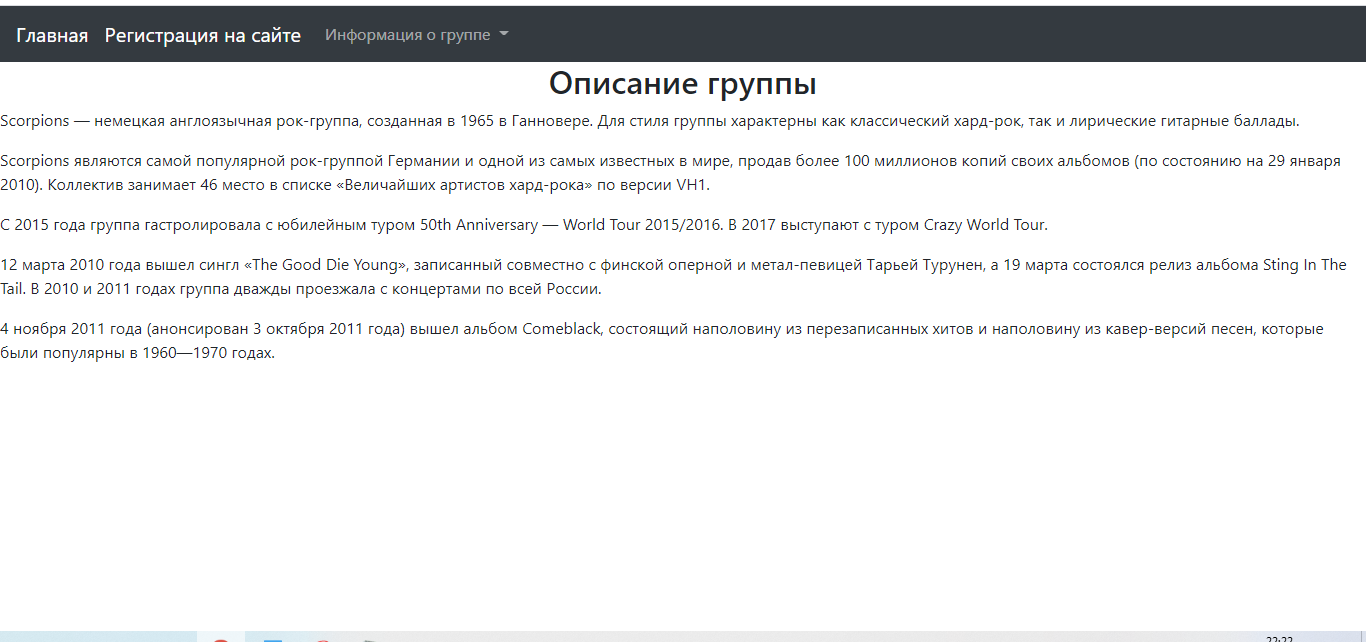 Главная Регистрация на сайте Информация о группе
Описание группы
Scorpions — немецкая англоязычная рок-группа, созданная в 1965 в Ганновере. Для стиля группы характерны как классический хард-рок, так и лирические гитарные баллады.
Scorpions являются самой популярной рок-группой Германии и одной из самых известных в мире, продав более 100 миллионов копий своих альбомов (по состоянию на 29 января
2010). Коллектив занимает 46 место в списке «Величайших артистов хард-рока» по версии VH1.
С 2015 года группа гастролировала с юбилейным туром 50th Anniversary — World Tour 2015/2016. В 2017 выступают с туром Crazy World Tour.
12 марта 2010 года вышел сингл «The Good Die Young», записанный совместно с финской оперной и метал-певицей Тарьей Турунен, а 19 марта состоялся релиз альбома Sting In The
Tail. В 2010 и 2011 годах группа дважды проезжала с концертами по всей России.
4 ноября 2011 года (анонсирован 3 октября 2011 года) вышел альбом Comeblack, состоящий наполовину из перезаписанных хитов и наполовину из кавер-версий песен, которые
были популярны в 1960—1970 годах.
22:22